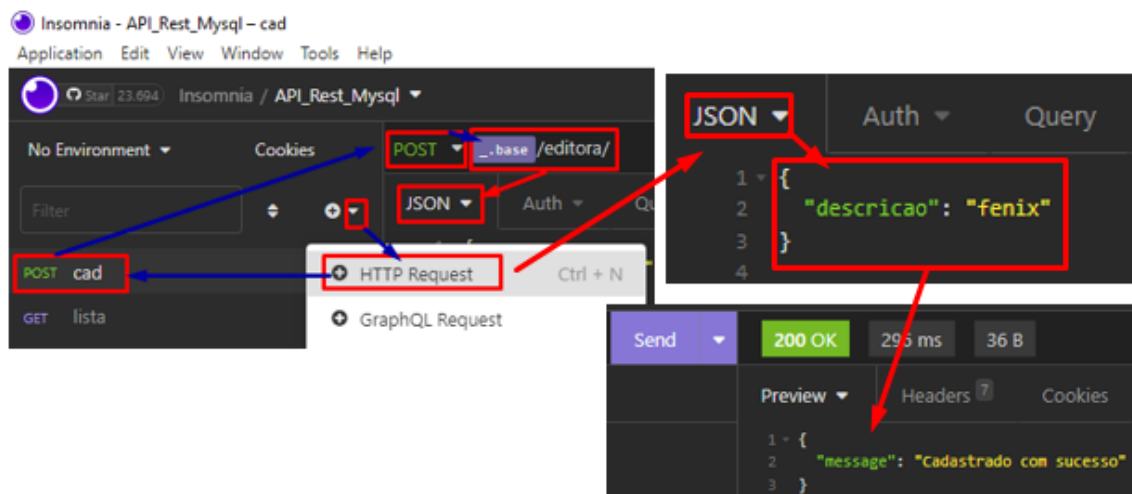 Insomnia - API_Rest_Mysql – cad
Application Edit View Window Tools Help
Star 23.694 Insomnia / API_Rest_Mysql
No Environment Cookies
Filter
POST cad
GET lista
POST _.base /editora/
JSON Auth
HTTP Request Ctrl + N
GraphQL Request
JSON Auth Query
1 {
2 "descricao": "fenix"
3 }
4
Send 200 OK 296 ms 36 B
Preview Headers 7 Cookies
1 {
2 "message": "Cadastrado com sucesso"
3 }